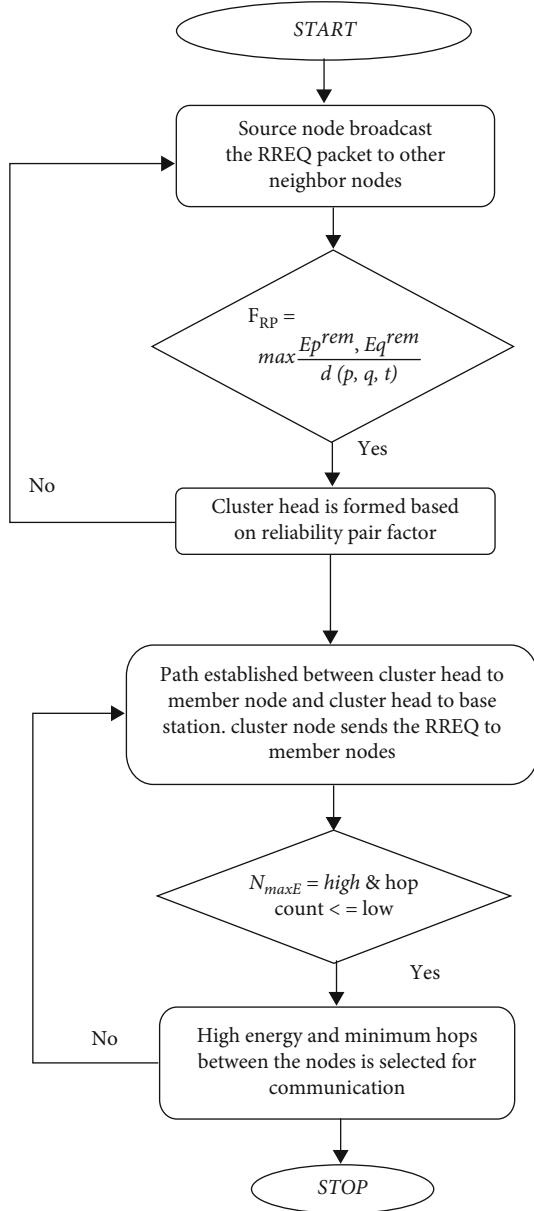 START
Source node broadcast
the RREQ packet to other
neighbor nodes
F_RP =
max Ep^rem, Eq^rem
d (p, q, t)
Yes
No
Cluster head is formed based
on reliability pair factor
Path established between cluster head to
member node and cluster head to base
station. cluster node sends the RREQ to
member nodes
N_maxE = high & hop
count < = low
Yes
No
High energy and minimum hops
between the nodes is selected for
communication
STOP